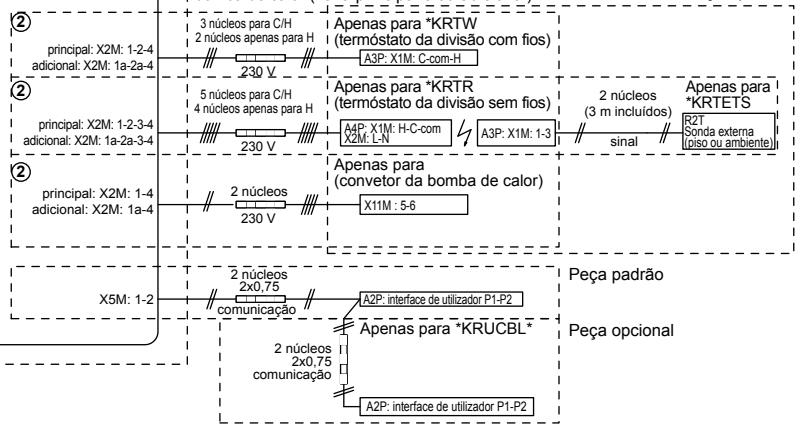 ②
3 núcleos para C/H
2 núcleos apenas para H
Apenas para *KRTW
(termóstato da divisão com fios)
principal: X2M: 1-2-4
adicional: X2M: 1a-2a-4
230 V
A3P: X1M: C-com-H
②
5 núcleos para C/H
4 núcleos apenas para H
Apenas para *KRTR
(termóstato da divisão sem fios)
2 núcleos
(3 m incluídos)
Apenas para
*KRTETS
principal: X2M: 1-2-3-4
adicional: X2M: 1a-2a-3-4
230 V
A4P: X1M: H-C-com
X2M: L-N
A3P: X1M: 1-3
sinal
R2T
Sonda externa
(piso ou ambiente)
②
Apenas para
(convetor da bomba de calor)
principal: X2M: 1-4
adicional: X2M: 1a-4
2 núcleos
230 V
X11M : 5-6
2 núcleos
2x0,75
comunicação
Peça padrão
X5M: 1-2
A2P: interface de utilizador P1-P2
Apenas para *KRUCBL*
Peça opcional
2 núcleos
2x0,75
comunicação
A2P: interface de utilizador P1-P2